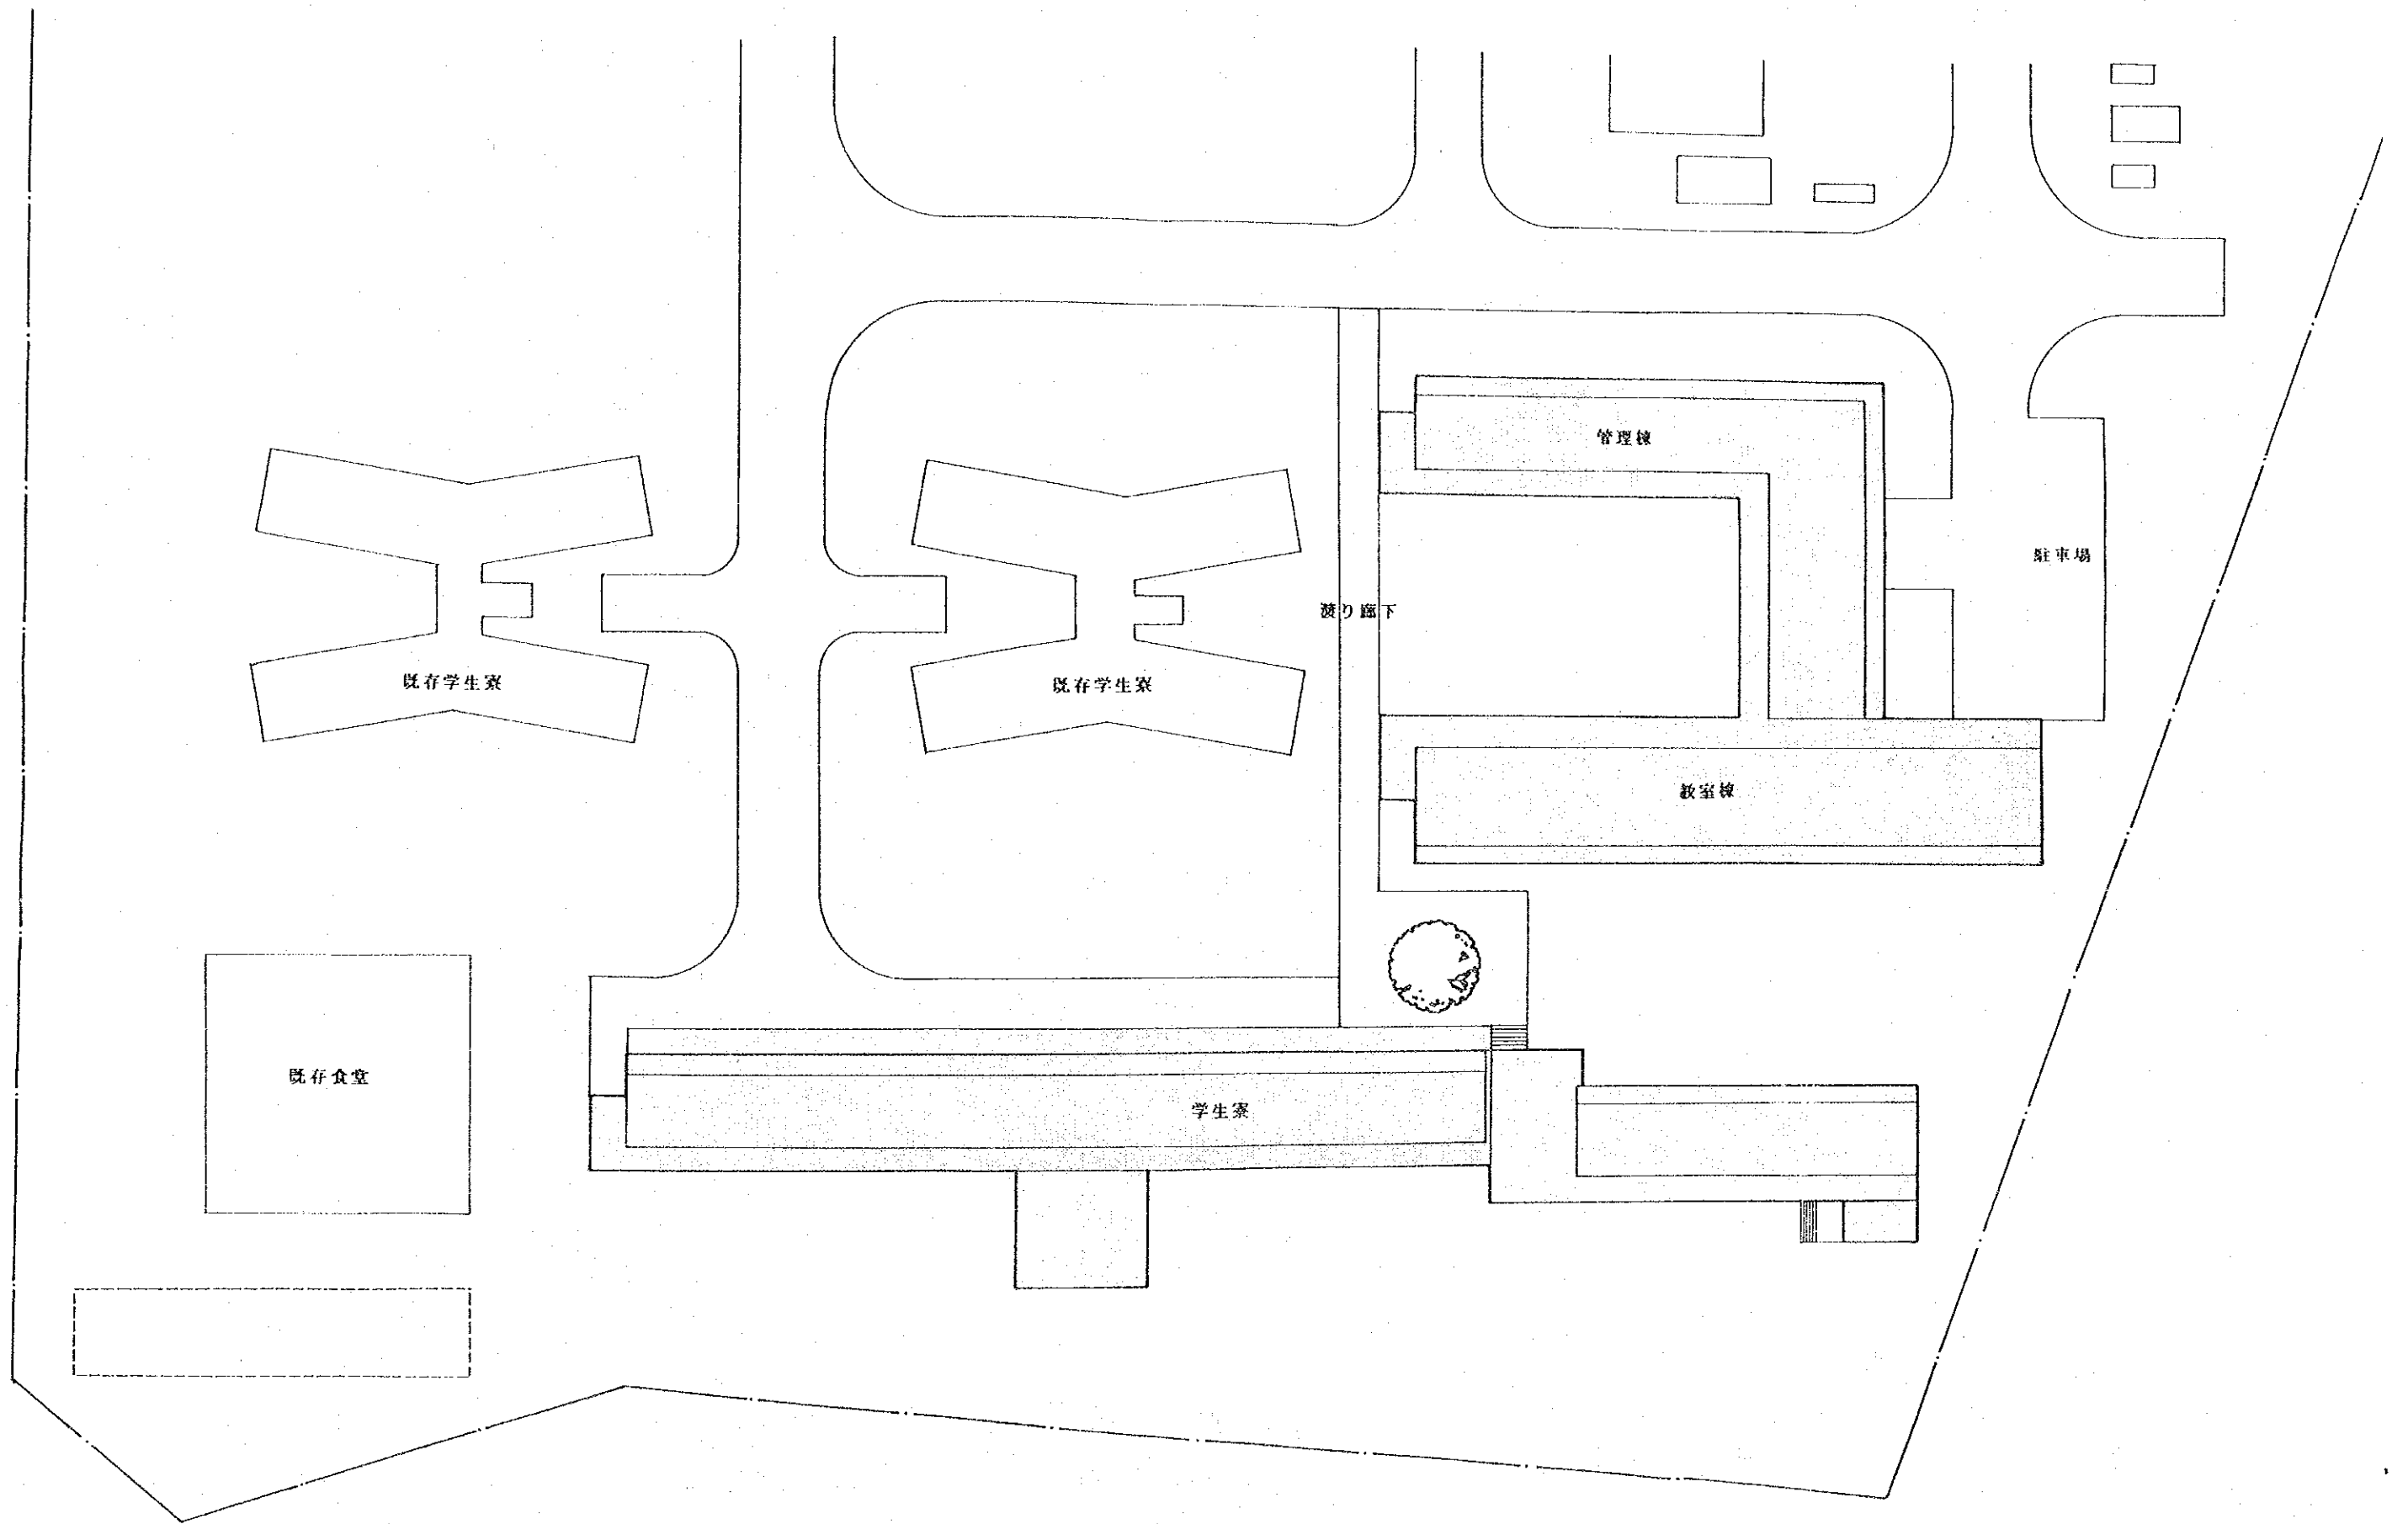 管理棟
駐車場
渡り廊下
既存学生寮
既存学生寮
教室棟
既存食堂
学生寮